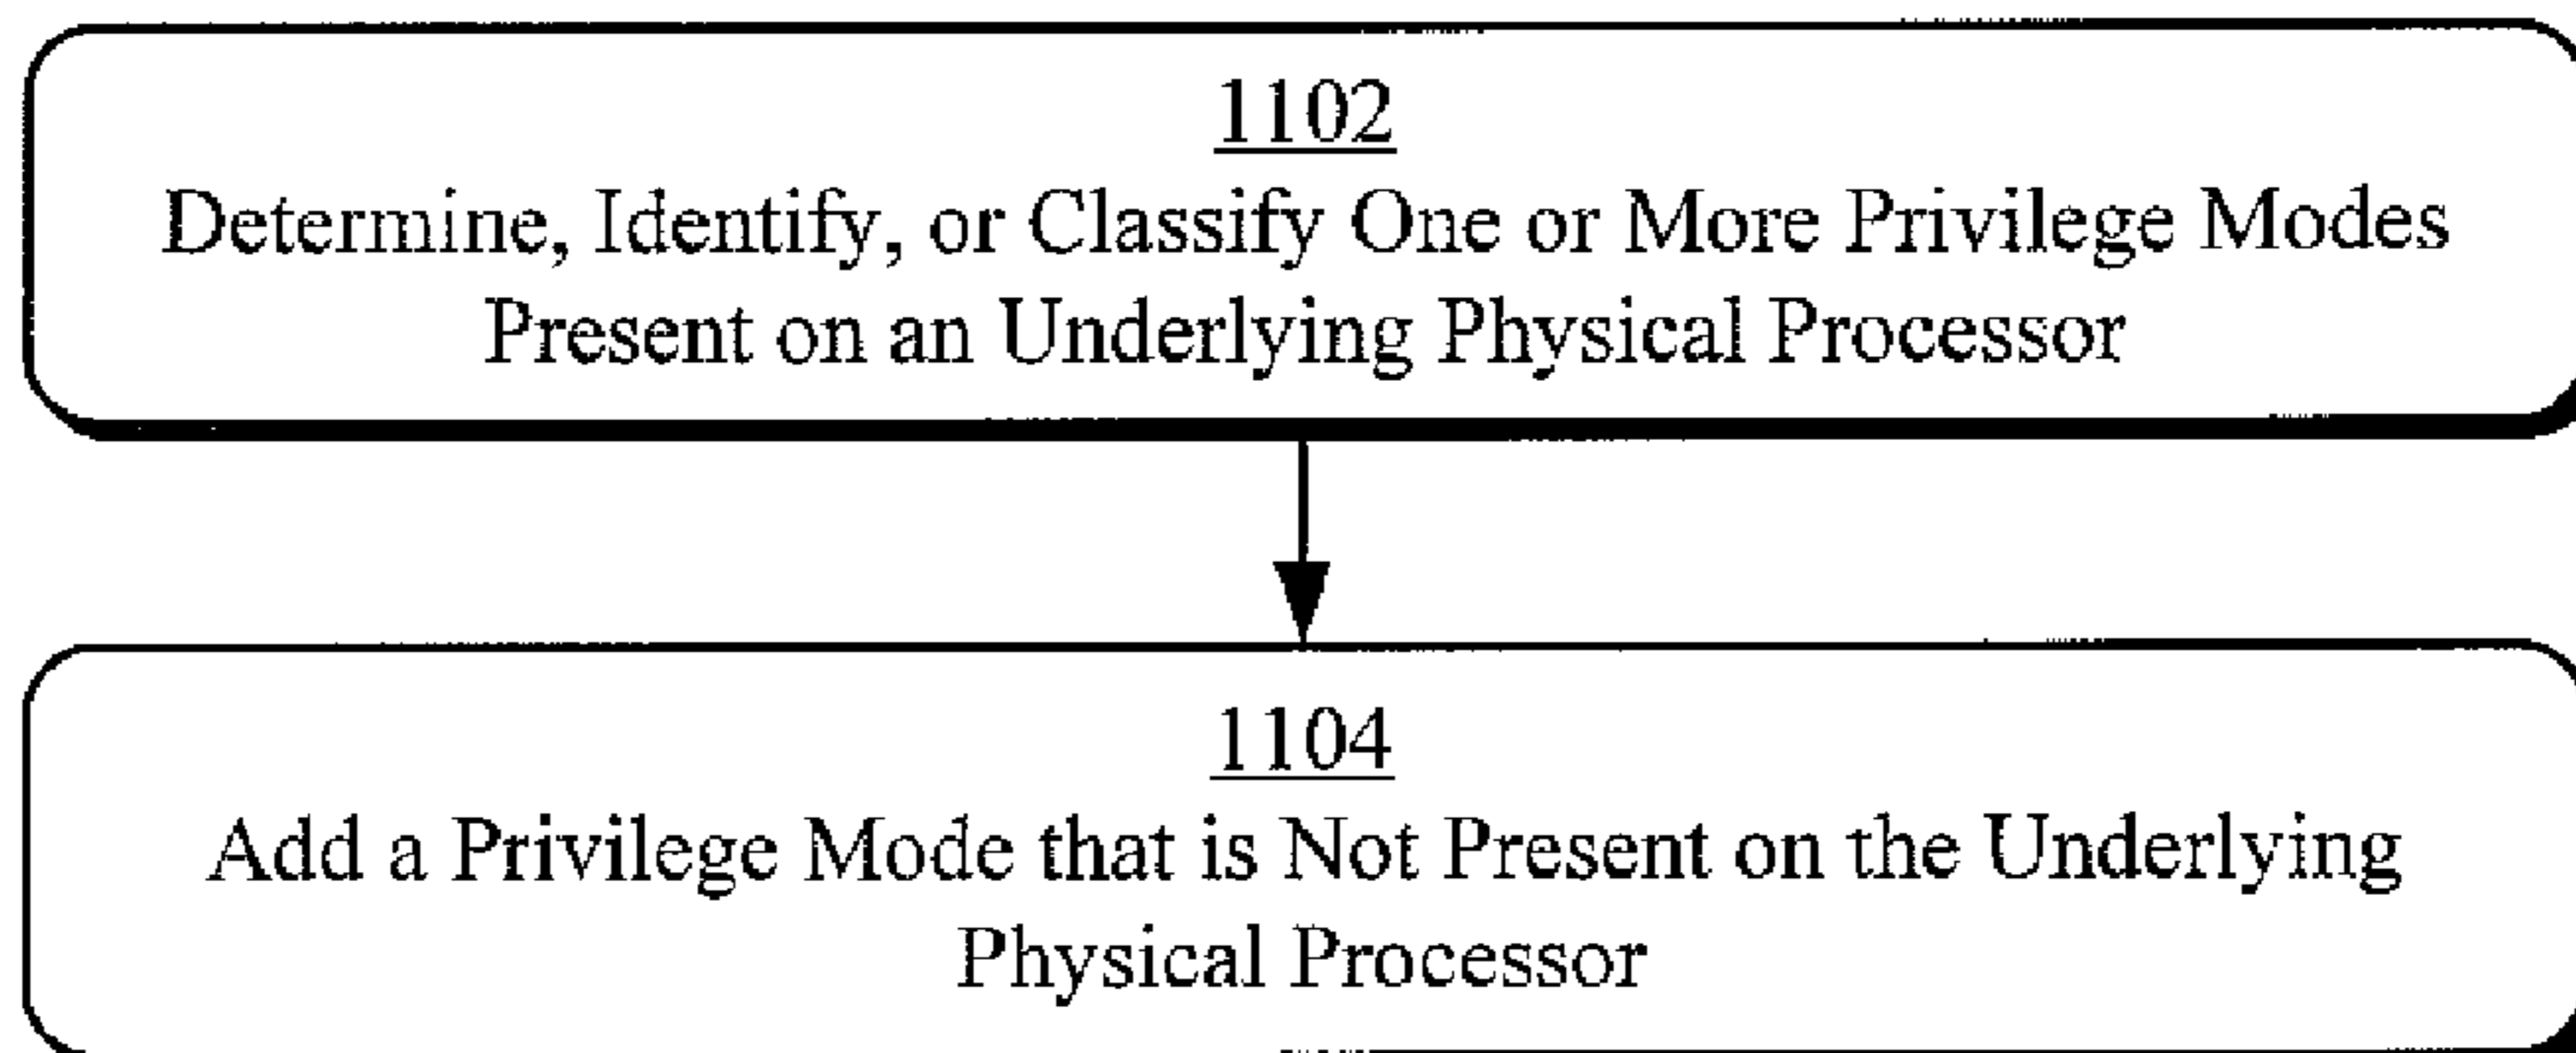 1102
Determine, Identify, or Classify One or More Privilege Modes
Present on an Underlying Physical Processor
1104
Add a Privilege Mode that is Not Present on the Underlying
Physical Processor